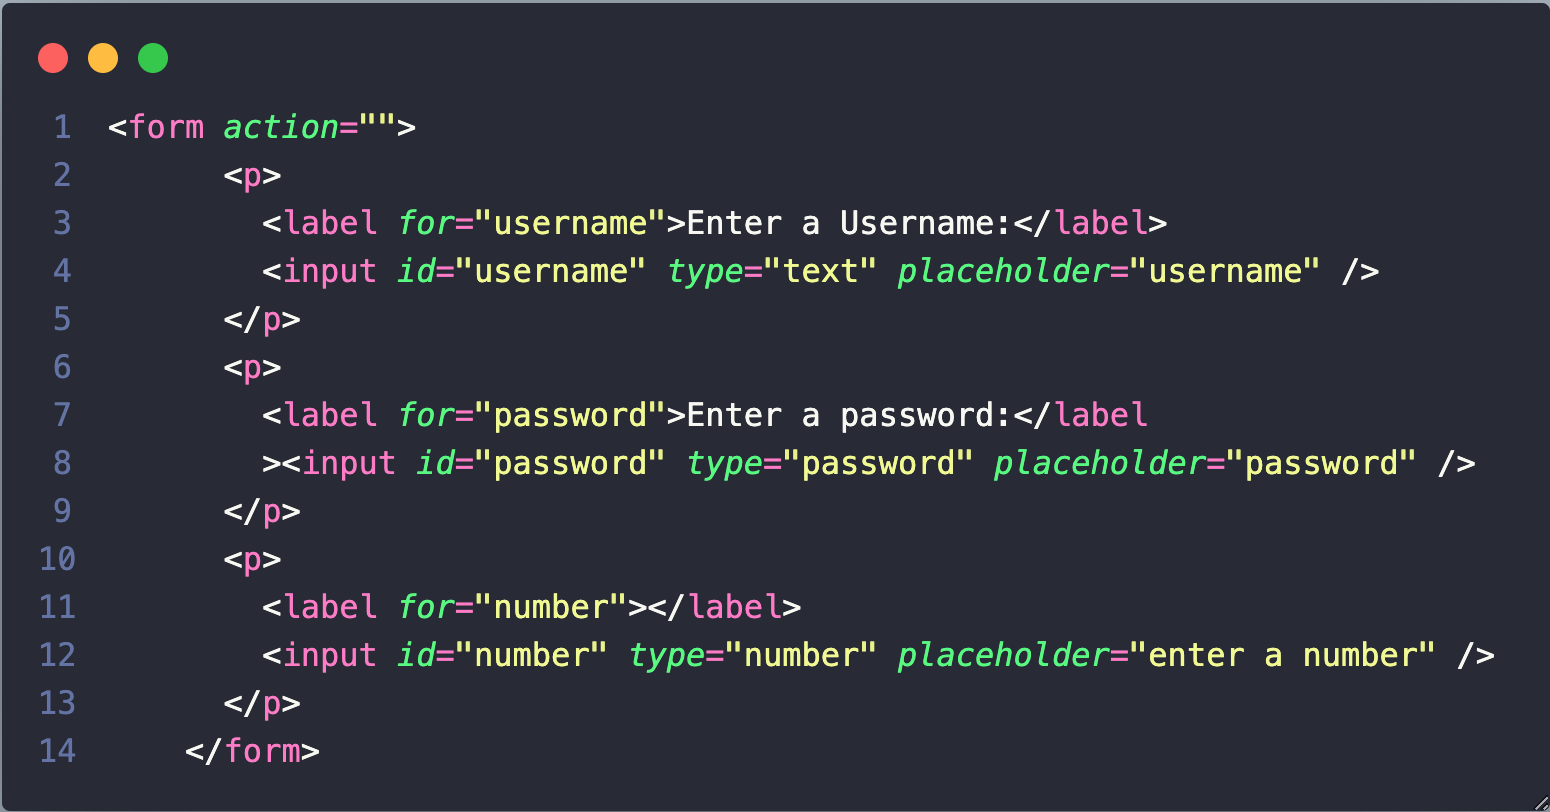 1 <form action="">
2 <p>
3 <label for="username">Enter a Username:</label>
4 <input id="username" type="text" placeholder="username" />
5 </p>
6 <p>
7 <label for="password">Enter a password:</label
8 ><input id="password" type="password" placeholder="password" />
9 </p>
10 <p>
11 <label for="number"></label>
12 <input id="number" type="number" placeholder="enter a number" />
13 </p>
14 </form>